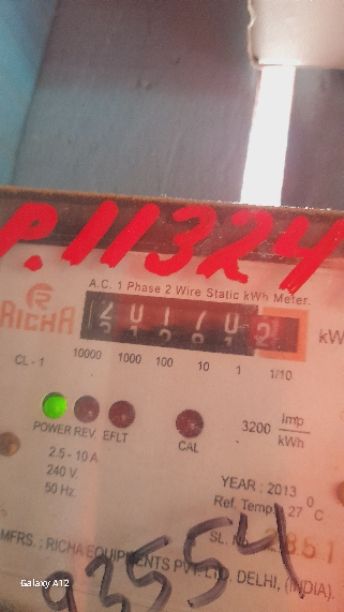 P.11324
A.C. 1 Phase 2 Wire Static kWh Meter.
RICHA
kW
CL - 1
10000 1000 100 10 1 1/10
POWER REV EFLT
CAL
3200 Imp
kWh
2.5 - 10 A
240 V.
50 Hz.
YEAR : 2013
Ref. Temp. 27 °C
SL. No.
MFRS. : RICHA EQUIPMENTS PVT. LTD. DELHI, (INDIA).
93554
Galaxy A12